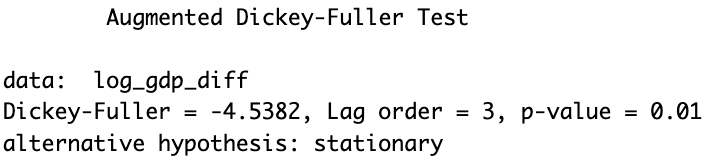 Augmented Dickey-Fuller Test
data:  log_gdp_diff
Dickey-Fuller = -4.5382, Lag order = 3, p-value = 0.01
alternative hypothesis: stationary